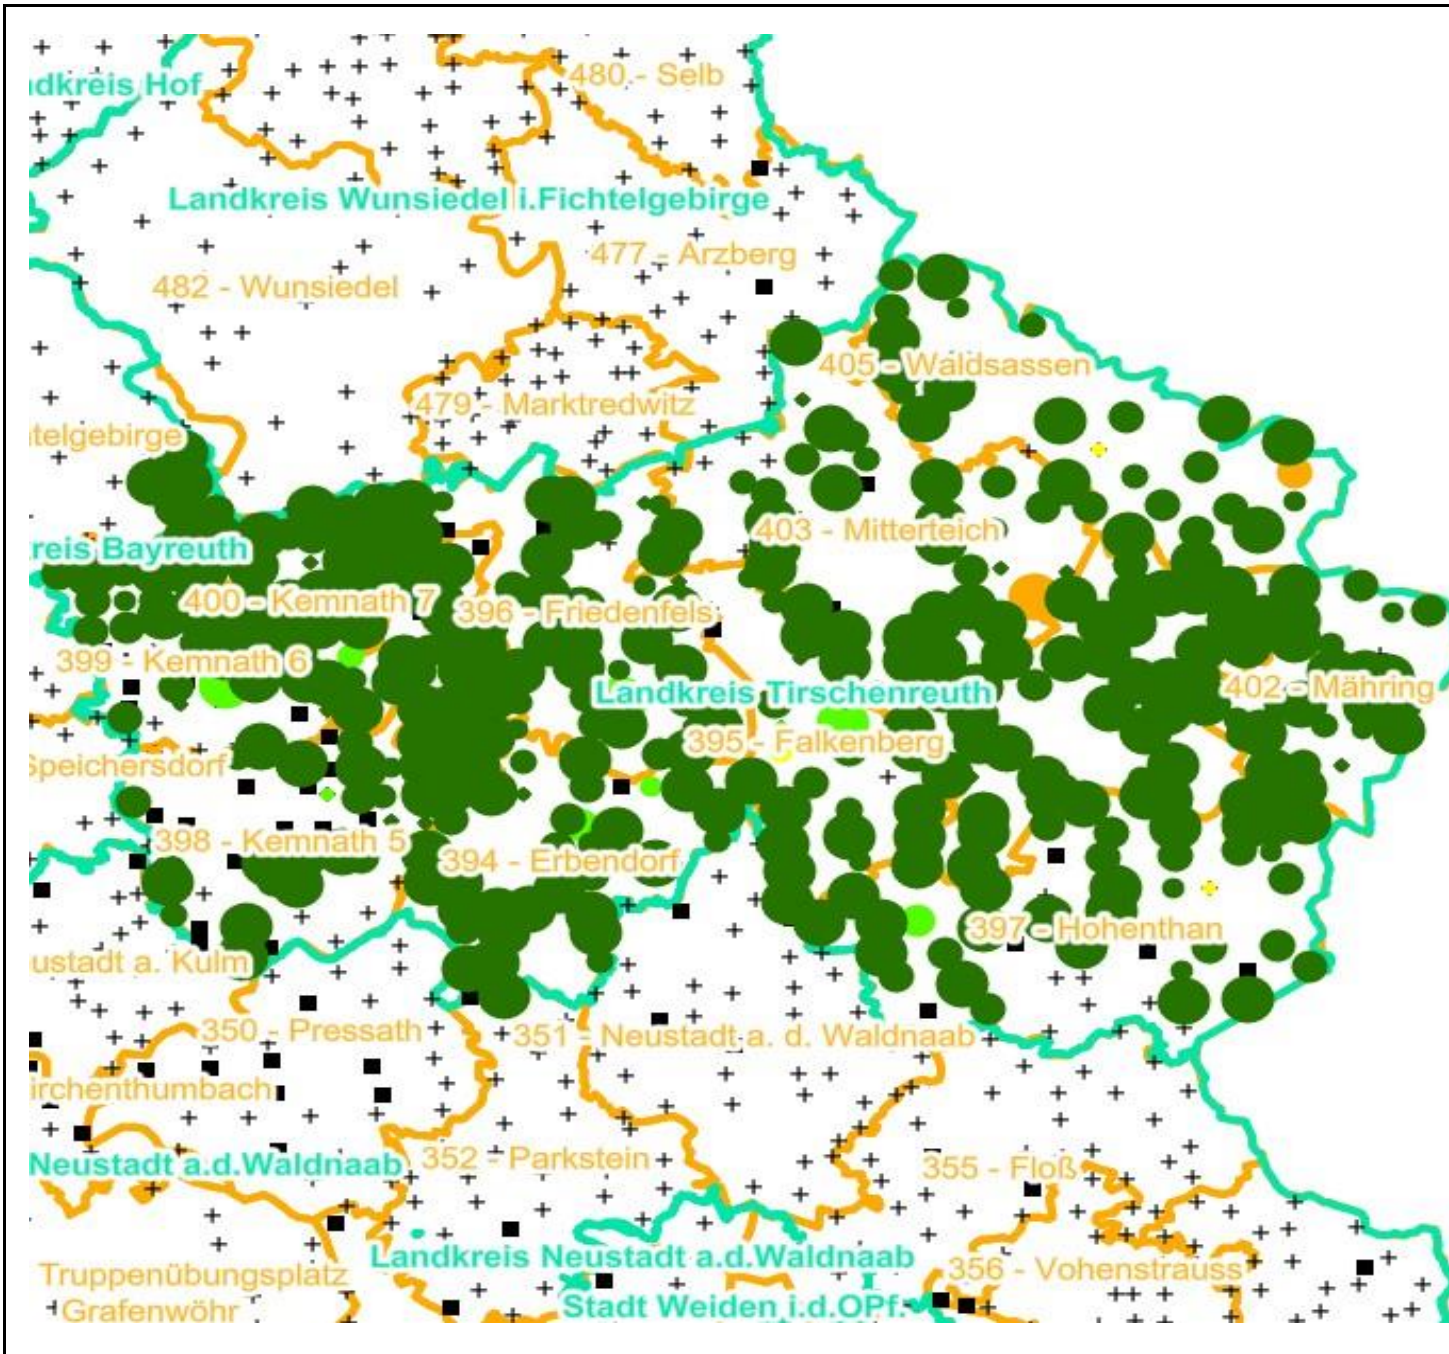 480 - Selb
ndkreis Hof
Landkreis Wunsiedel i.Fichtelgebirge
477 - Arzberg
482 - Wunsiedel
405 - Waldsassen
479 - Marktredwitz
htelgebirge
403 - Mitterteich
reis Bayreuth
400 - Kemnath 7
396 - Friedenfels
399 - Kemnath 6
402 - Mähring
Landkreis Tirschenreuth
395 - Falkenberg
Speichersdorf
398 - Kemnath 5
394 - Erbendorf
397 - Hohenthan
ustadt a. Kulm
350 - Pressath
351 - Neustadt a. d. Waldnaab
irchenthumbach
Neustadt a.d.Waldnaab
352 - Parkstein
355 - Floß
Landkreis Neustadt a.d.Waldnaab
356 - Vohenstrauss
Truppenübungsplatz
Grafenwöhr
Stadt Weiden i.d.OPf.